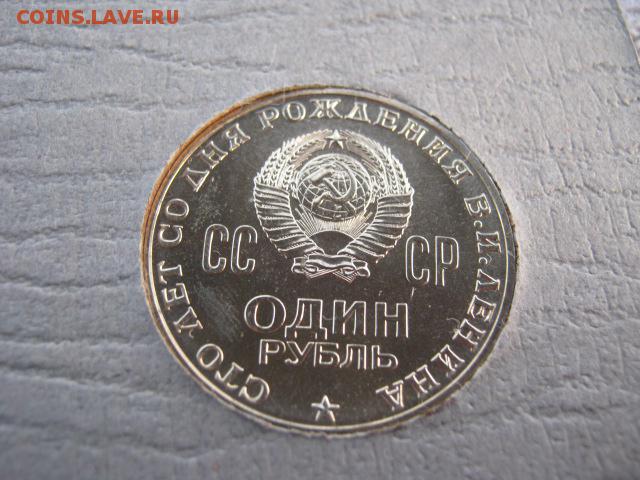 COINS.LAVE.RU
СТО ЛЕТ СО ДНЯ РОЖДЕНИЯ В.И.ЛЕНИНА
СС СР
ОДИН
РУБЛЬ